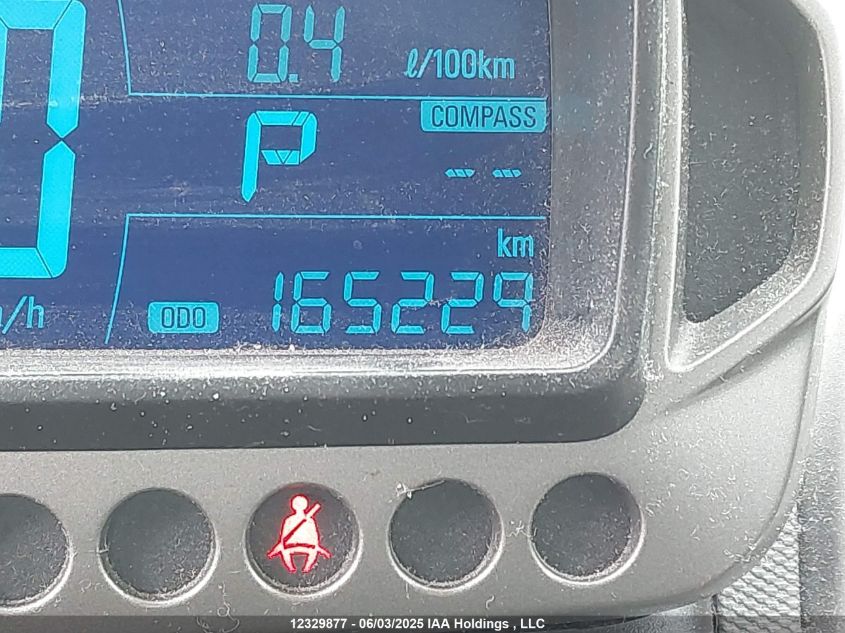 0.4 ℓ/100km
COMPASS
P --
km
/h ODO 165229
12329877 - 06/03/2025 IAA Holdings , LLC